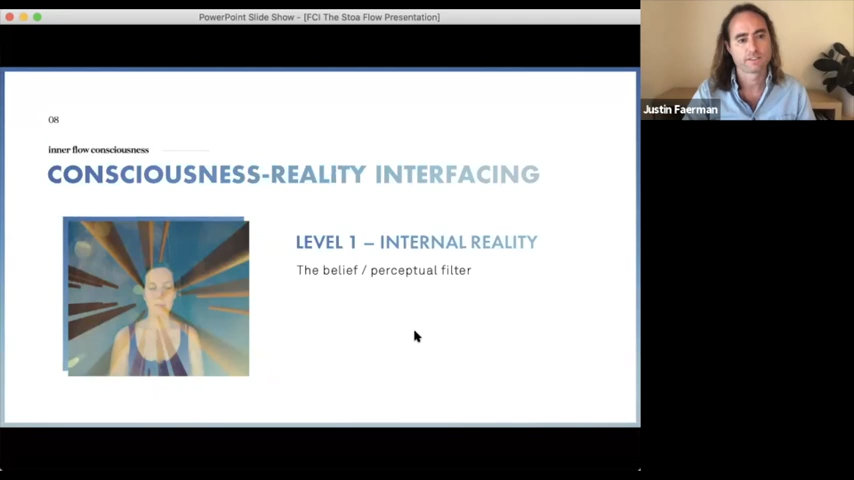 PowerPoint Slide Show - [FCI The Stoa Flow Presentation]
Justin Faerman
08
inner flow consciousness
CONSCIOUSNESS-REALITY INTERFACING
LEVEL 1 – INTERNAL REALITY
The belief / perceptual filter